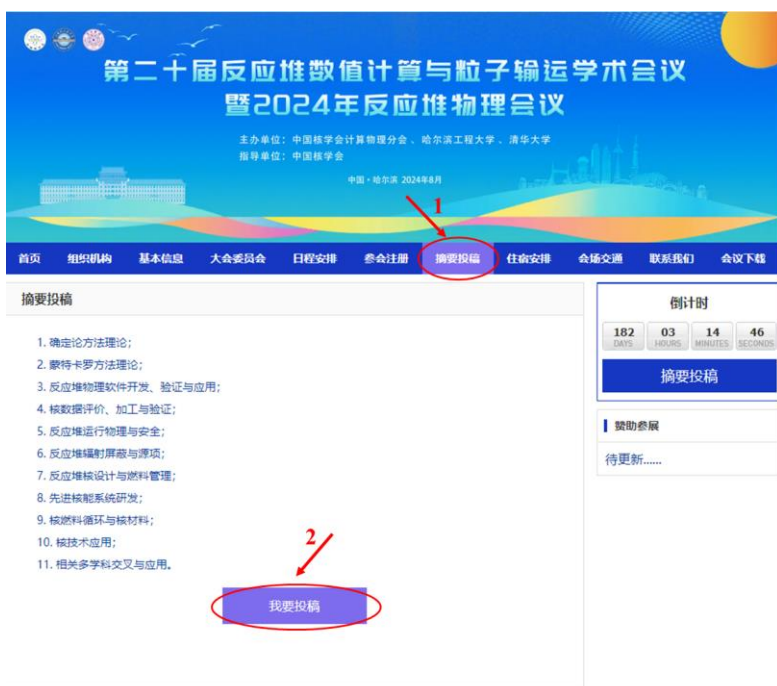 第二十届反应堆数值计算与粒子输运学术会议
暨2024年反应堆物理会议
主办单位：中国核学会计算物理分会、哈尔滨工程大学、清华大学
指导单位：中国核学会
中国·哈尔滨 2024年8月
1
首页 组织机构 基本信息 大会委员会 日程安排 参会注册 摘要投稿 住宿安排 会场交通 联系我们 会议下载
摘要投稿
1. 确定论方法理论；
2. 蒙特卡罗方法理论；
3. 反应堆物理软件开发、验证与应用；
4. 核数据评价、加工与验证；
5. 反应堆运行物理与安全；
6. 反应堆辐射屏蔽与源项；
7. 反应堆核设计与燃料管理；
8. 先进核能系统研发；
9. 核燃料循环与核材料；
10. 核技术应用；
11. 相关多学科交叉与应用。
2
我要投稿
倒计时
182 03 14 46
DAYS HOURS MINUTES SECONDS
摘要投稿
赞助参展
待更新......